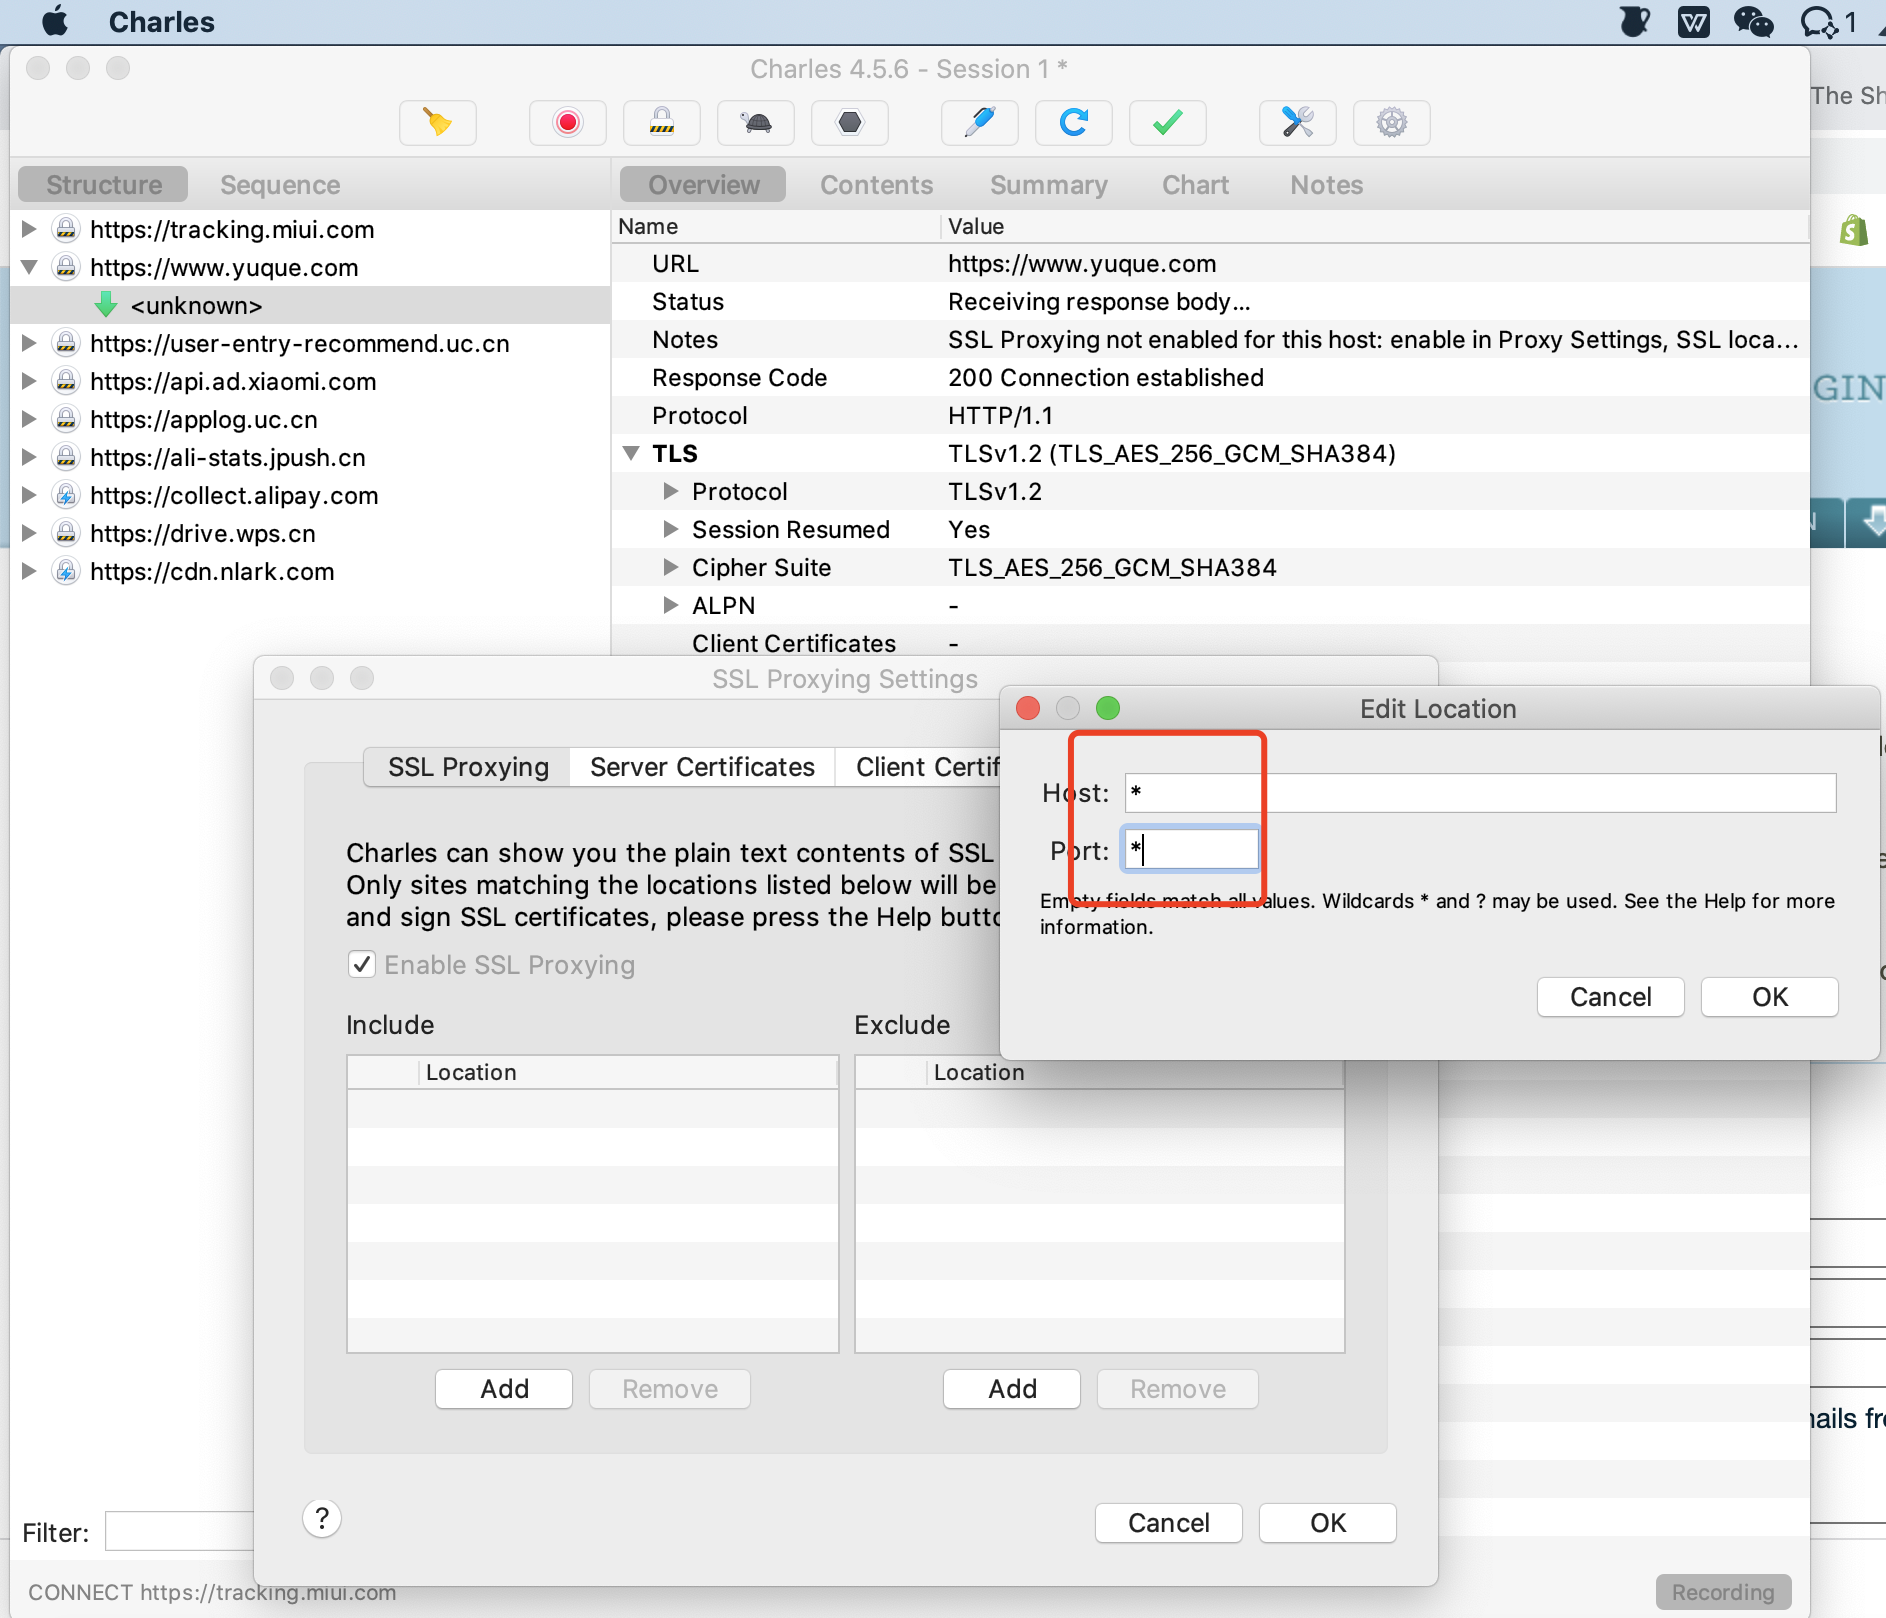 Charles
1
Charles 4.5.6 - Session 1 *
The Sh
Structure
Sequence
Overview
Contents
Summary
Chart
Notes
https://tracking.miui.com
https://www.yuque.com
<unknown>
https://user-entry-recommend.uc.cn
https://api.ad.xiaomi.com
https://applog.uc.cn
https://ali-stats.jpush.cn
https://collect.alipay.com
https://drive.wps.cn
https://cdn.nlark.com
Name Value
URL https://www.yuque.com
Status Receiving response body...
Notes SSL Proxying not enabled for this host: enable in Proxy Settings, SSL loca...
Response Code 200 Connection established
Protocol HTTP/1.1
TLS TLSv1.2 (TLS_AES_256_GCM_SHA384)
Protocol TLSv1.2
Session Resumed Yes
Cipher Suite TLS_AES_256_GCM_SHA384
ALPN -
Client Certificates -
GIN
SSL Proxying Settings
SSL Proxying
Server Certificates
Client Certif
Charles can show you the plain text contents of SSL
Only sites matching the locations listed below will be
and sign SSL certificates, please press the Help butto
Enable SSL Proxying
Include
Location
Add
Remove
Exclude
Location
Add
Remove
?
Cancel
OK
Edit Location
Host: *
Port: *
Empty fields match all values. Wildcards * and ? may be used. See the Help for more
information.
Cancel
OK
nails fr
Filter:
CONNECT https://tracking.miui.com
Recording